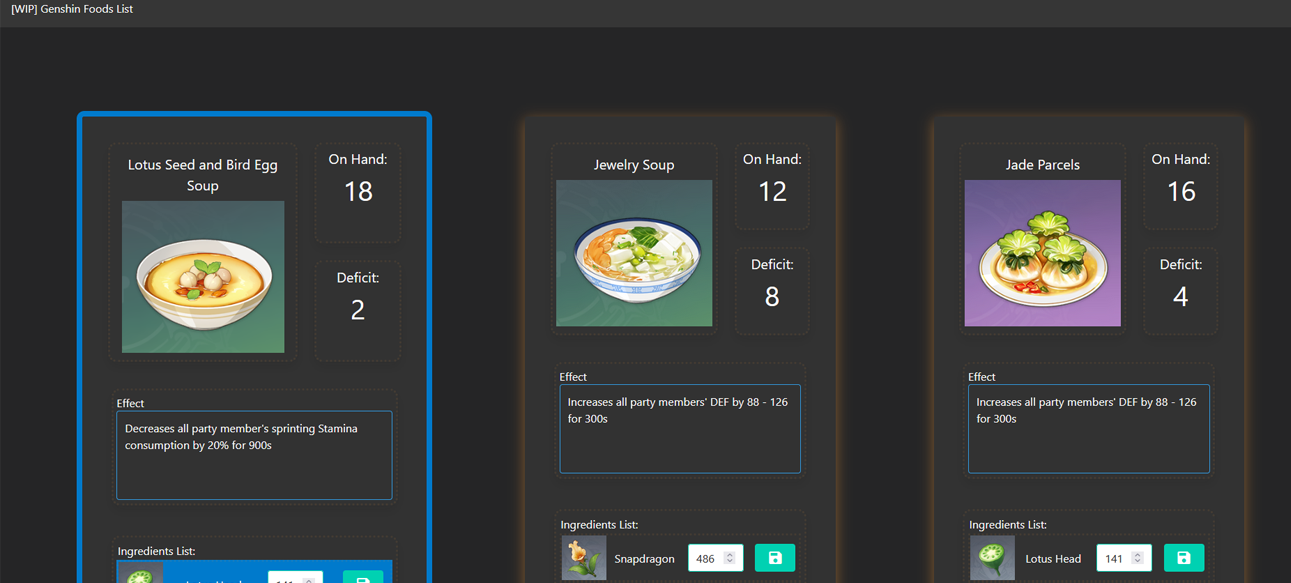 [WIP] Genshin Foods List
Lotus Seed and Bird Egg
Soup
On Hand:
18
Deficit:
2
Effect
Decreases all party member's sprinting Stamina
consumption by 20% for 900s
Ingredients List:
Jewelry Soup
On Hand:
12
Deficit:
8
Effect
Increases all party members' DEF by 88 - 126
for 300s
Ingredients List:
Snapdragon
486
Jade Parcels
On Hand:
16
Deficit:
4
Effect
Increases all party members' DEF by 88 - 126
for 300s
Ingredients List:
Lotus Head
141